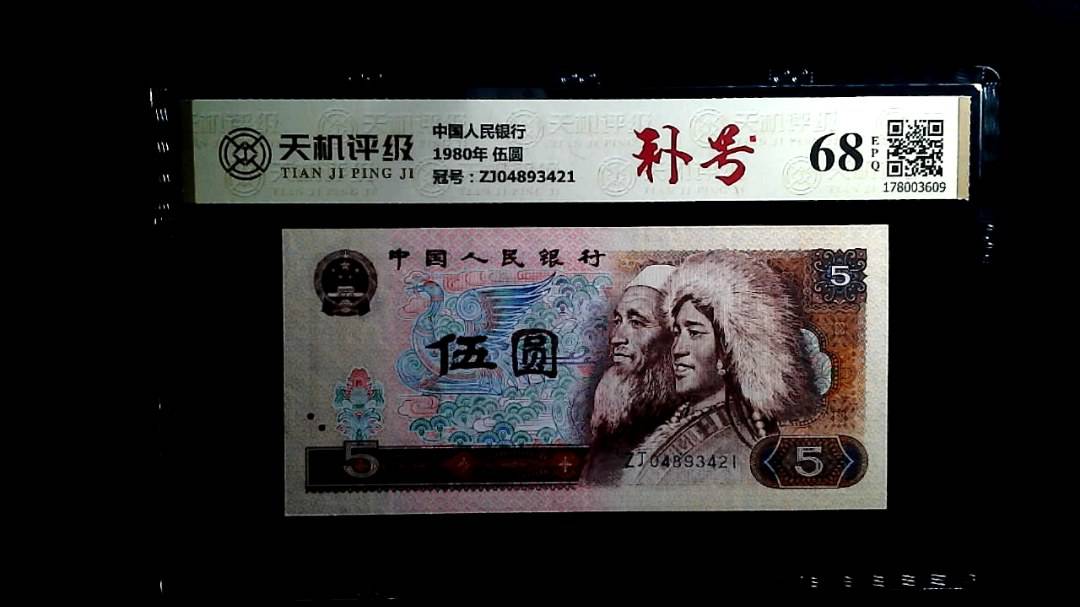 天机评级
TIAN JI PING JI
中国人民银行
1980年 伍圆
冠号：ZJ04893421
补号
68
EPQ
178003609
中国人民银行
5
伍圆
5
ZJ04893421
5